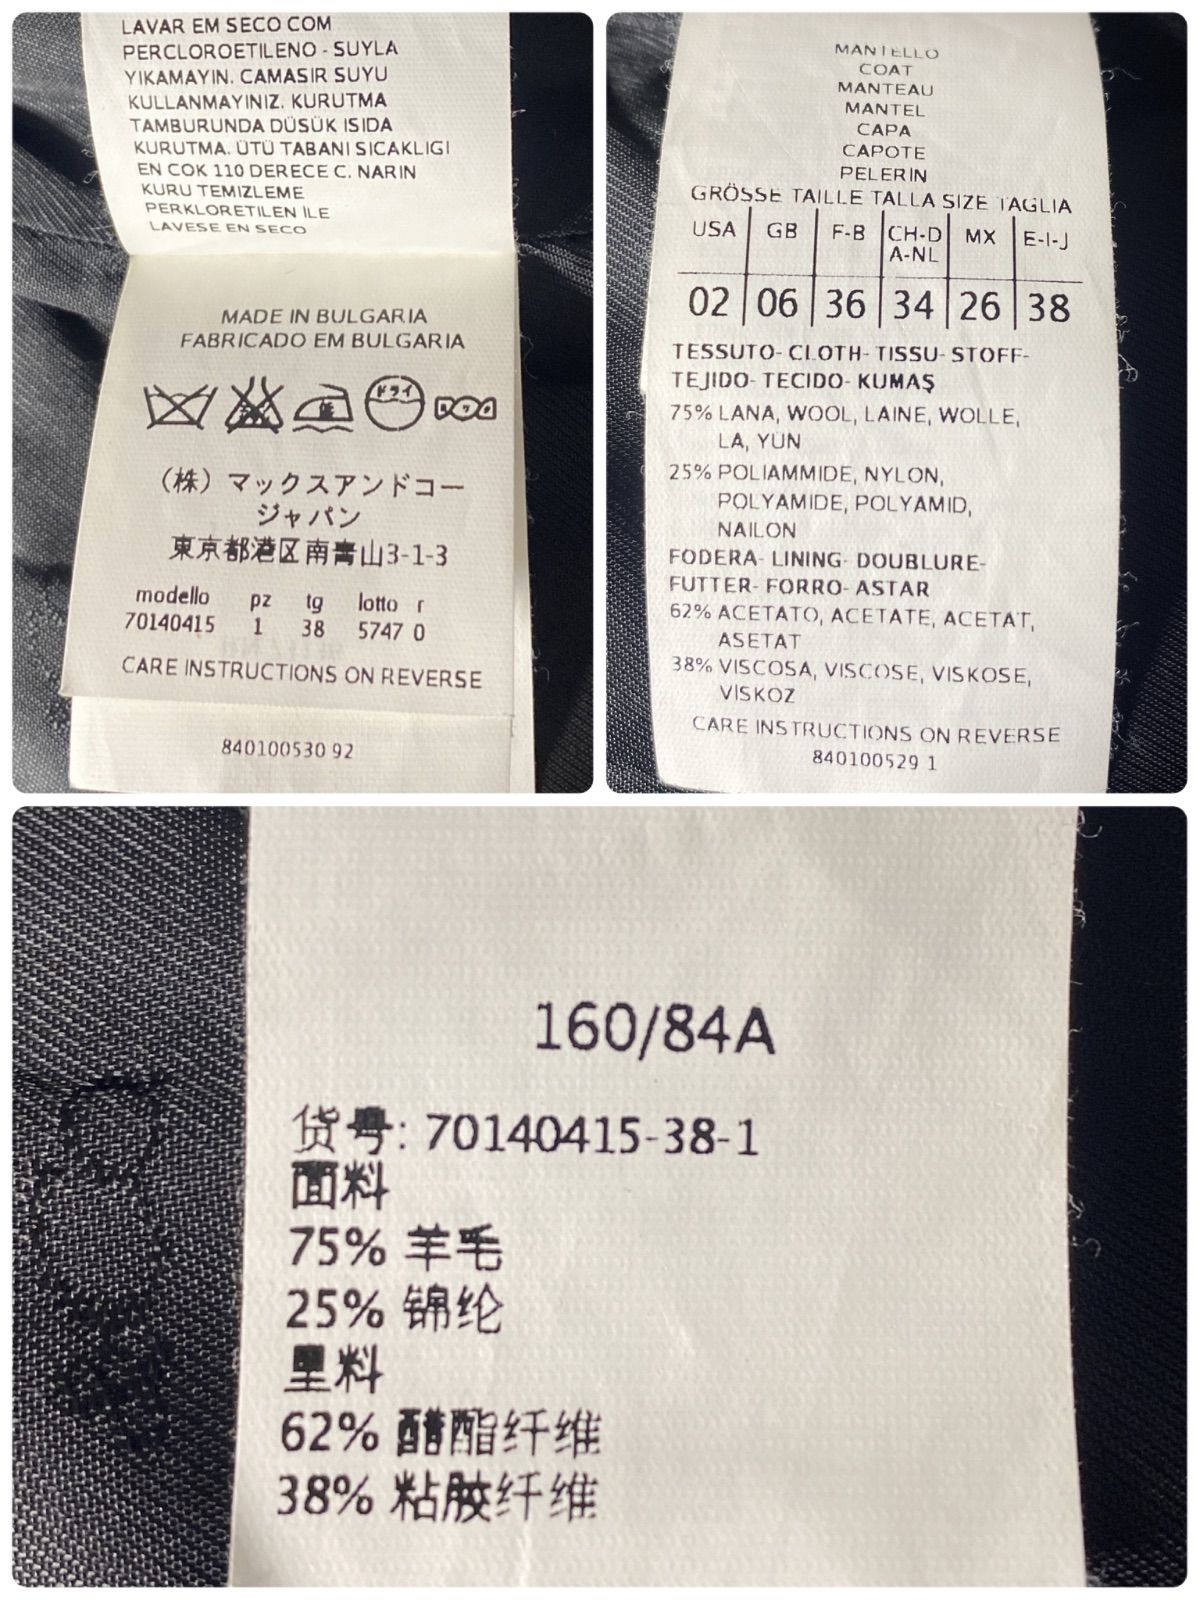 LAVAR EM SECO COM
PERCLOROETILENO - SUYLA
YIKAMAYIN. CAMASIR SUYU
KULLANMAYINIZ. KURUTMA
TAMBURUNDA DÜSÜK ISIDA
KURUTMA. ÜTÜ TABANI SICAKLIGI
EN COK 110 DERECE C. NARIN
KURU TEMIZLEME
PERKLORETILEN ILE
LAVESE EN SECO
MADE IN BULGARIA
FABRICADO EM BULGARIA
低 ドライ
(株) マックスアンドコー
ジャパン
東京都港区南青山3-1-3
modello pz tg lotto r
70140415 1 38 5747 0
CARE INSTRUCTIONS ON REVERSE
840100530 92
MANTELLO
COAT
MANTEAU
MANTEL
CAPA
CAPOTE
PELERIN
GRÖSSE TAILLE TALLA SIZE TAGLIA
USA GB F-B CH-D A-NL MX E-I-J
02 06 36 34 26 38
TESSUTO- CLOTH- TISSU- STOFF-
TEJIDO- TECIDO- KUMAŞ
75% LANA, WOOL, LAINE, WOLLE,
LA, YUN
25% POLIAMMIDE, NYLON,
POLYAMIDE, POLYAMID,
NAILON
FODERA- LINING- DOUBLURE-
FUTTER- FORRO- ASTAR
62% ACETATO, ACETATE, ACETAT,
ASETAT
38% VISCOSA, VISCOSE, VISKOSE,
VISKOZ
CARE INSTRUCTIONS ON REVERSE
840100529 1
160/84A
货号: 70140415-38-1
面料
75% 羊毛
25% 锦纶
里料
62% 醋酯纤维
38% 粘胶纤维